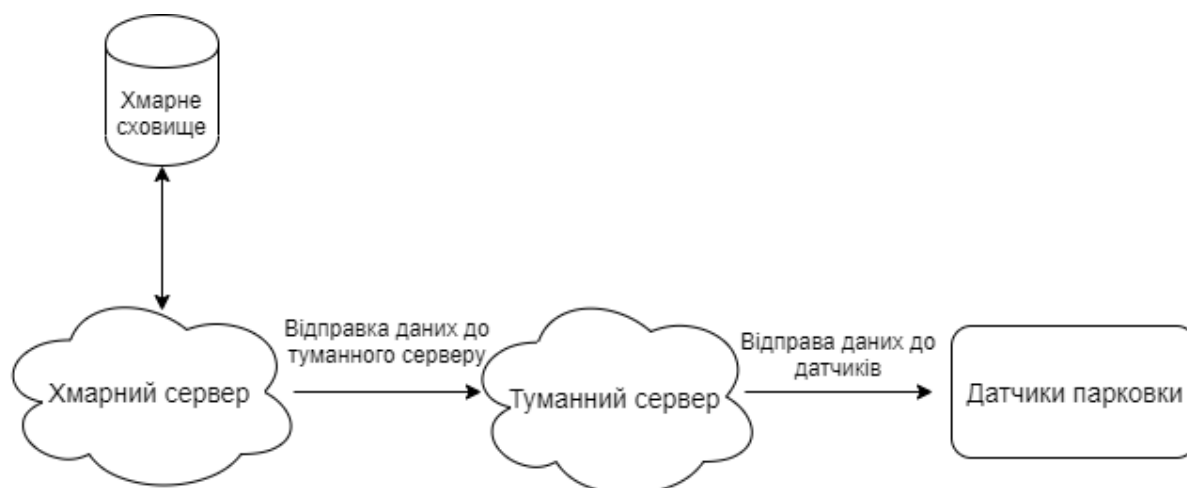 Хмарне
сховище
Відправка даних до
туманного серверу
Відправа даних до
датчиків
Хмарний сервер
Туманний сервер
Датчики парковки